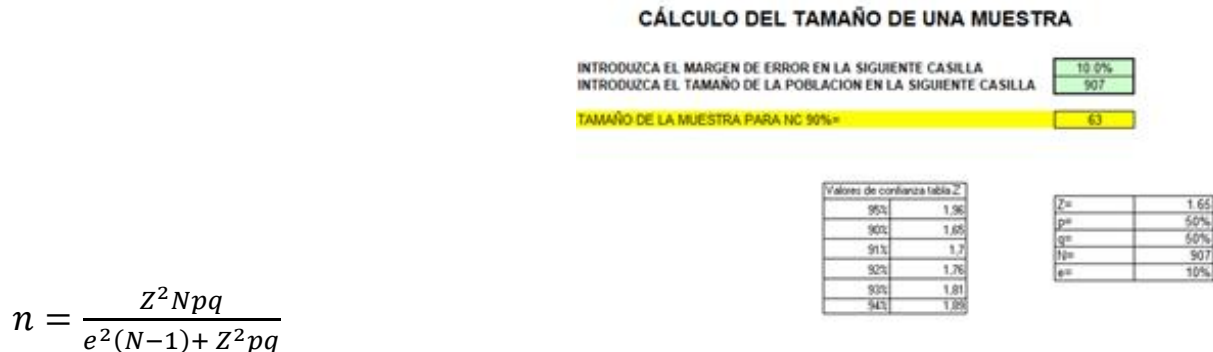 CÁLCULO DEL TAMAÑO DE UNA MUESTRA
INTRODUZCA EL MARGEN DE ERROR EN LA SIGUIENTE CASILLA 10.0%
INTRODUZCA EL TAMAÑO DE LA POBLACION EN LA SIGUIENTE CASILLA 907
TAMAÑO DE LA MUESTRA PARA NC 90%= 63
Valores de confianza tabla Z
95% 1,96
90% 1,65
91% 1,7
92% 1,76
93% 1,81
94% 1,89
Z= 1.65
p= 50%
q= 50%
N= 907
e= 10%
n = Z²Npq / e²(N−1)+ Z²pq